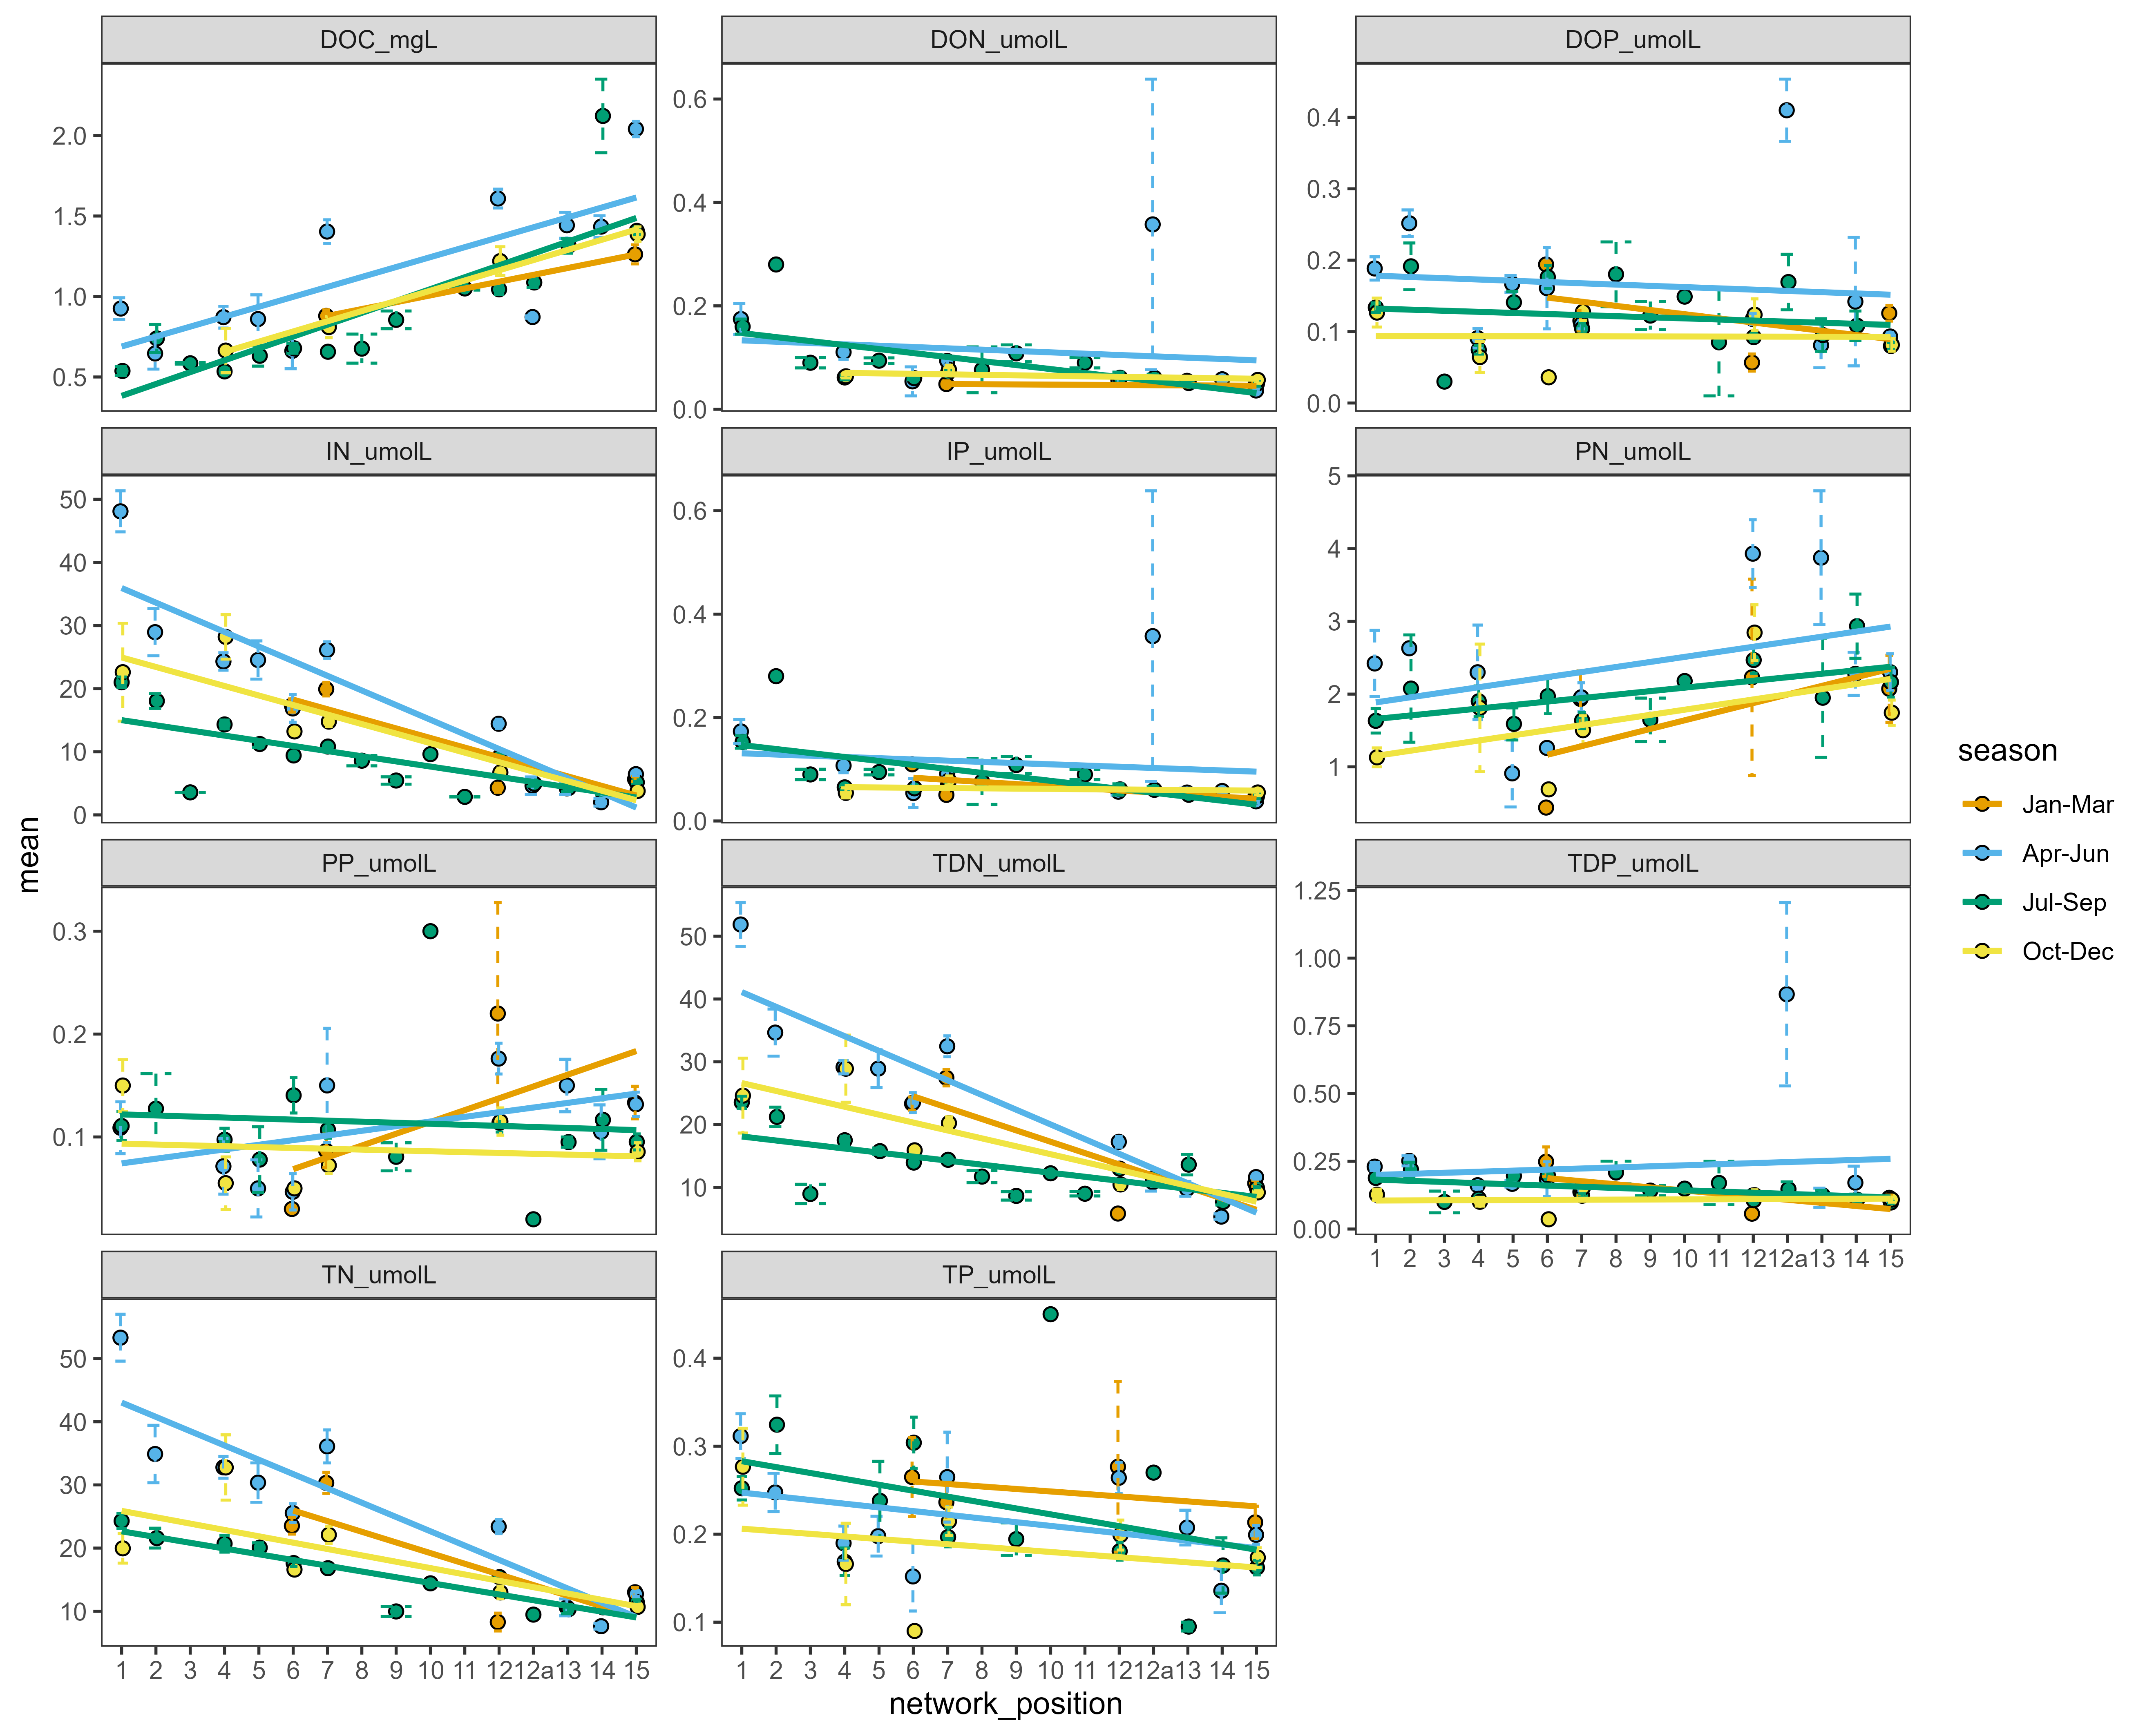 DOC_mgL
DON_umolL
DOP_umolL
2.0
1.5
1.0
0.5
0.6
0.4
0.2
0.0
0.4
0.3
0.2
0.1
0.0
IN_umolL
IP_umolL
PN_umolL
50
40
30
20
10
0
0.6
0.4
0.2
0.0
5
4
3
2
1
PP_umolL
TDN_umolL
TDP_umolL
0.3
0.2
0.1
50
40
30
20
10
1.25
1.00
0.75
0.50
0.25
0.00
1 2 3 4 5 6 7 8 9 10 11 12 12a 13 14 15
TN_umolL
TP_umolL
50
40
30
20
10
0.4
0.3
0.2
0.1
1 2 3 4 5 6 7 8 9 10 11 12 12a 13 14 15
1 2 3 4 5 6 7 8 9 10 11 12 12a 13 14 15
mean
network_position
season
Jan-Mar
Apr-Jun
Jul-Sep
Oct-Dec